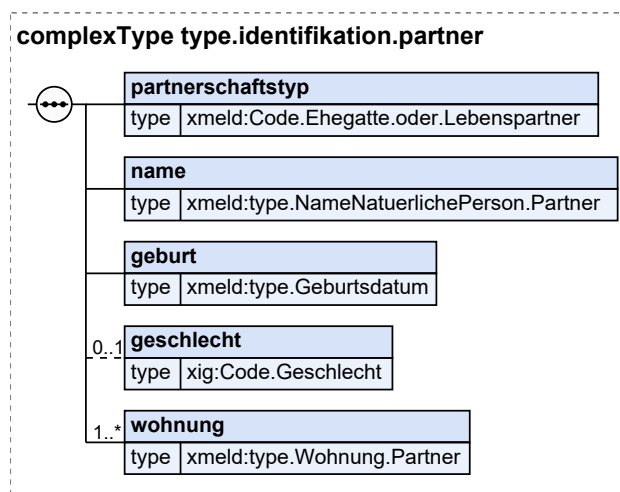 complexType type.identifikation.partner
partnerschaftstyp
type xmeld:Code.Ehegatte.oder.Lebenspartner
name
type xmeld:type.NameNatuerlichePerson.Partner
geburt
type xmeld:type.Geburtsdatum
0..1 geschlecht
type xig:Code.Geschlecht
1..* wohnung
type xmeld:type.Wohnung.Partner